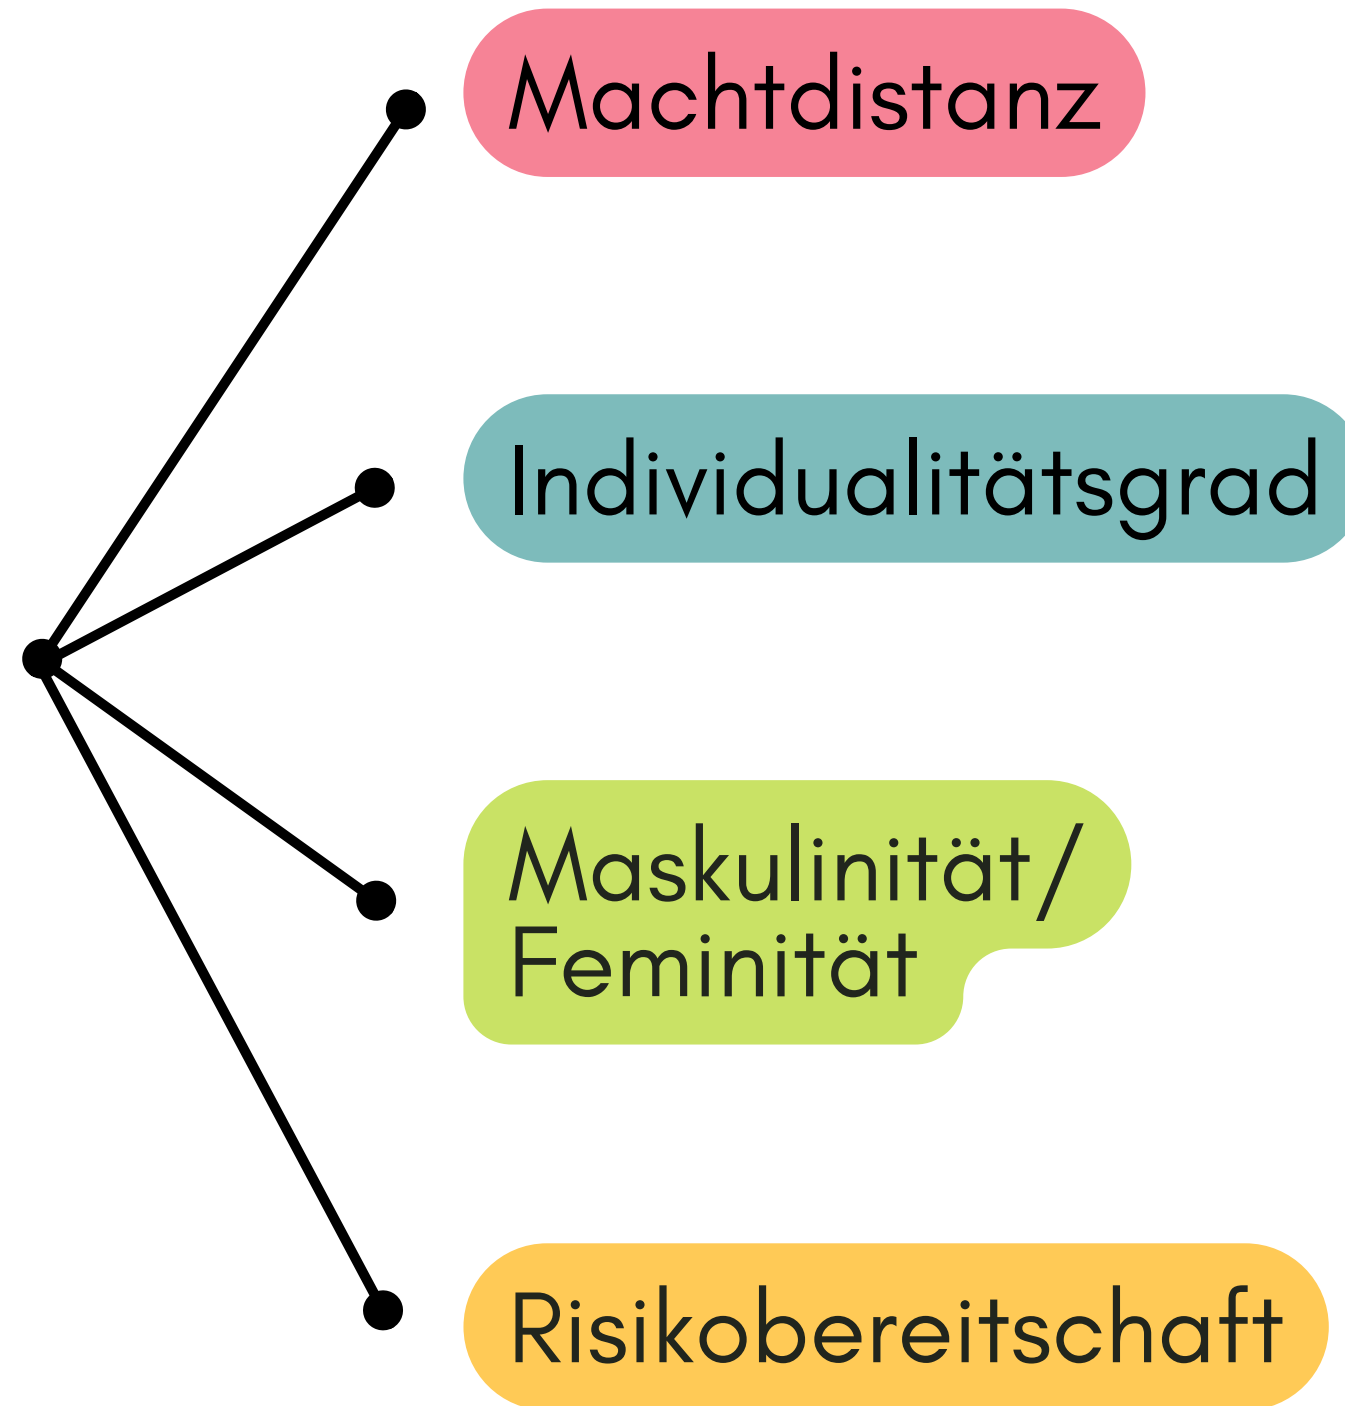 Machtdistanz
Individualitätsgrad
Maskulinität/
Feminität
Risikobereitschaft